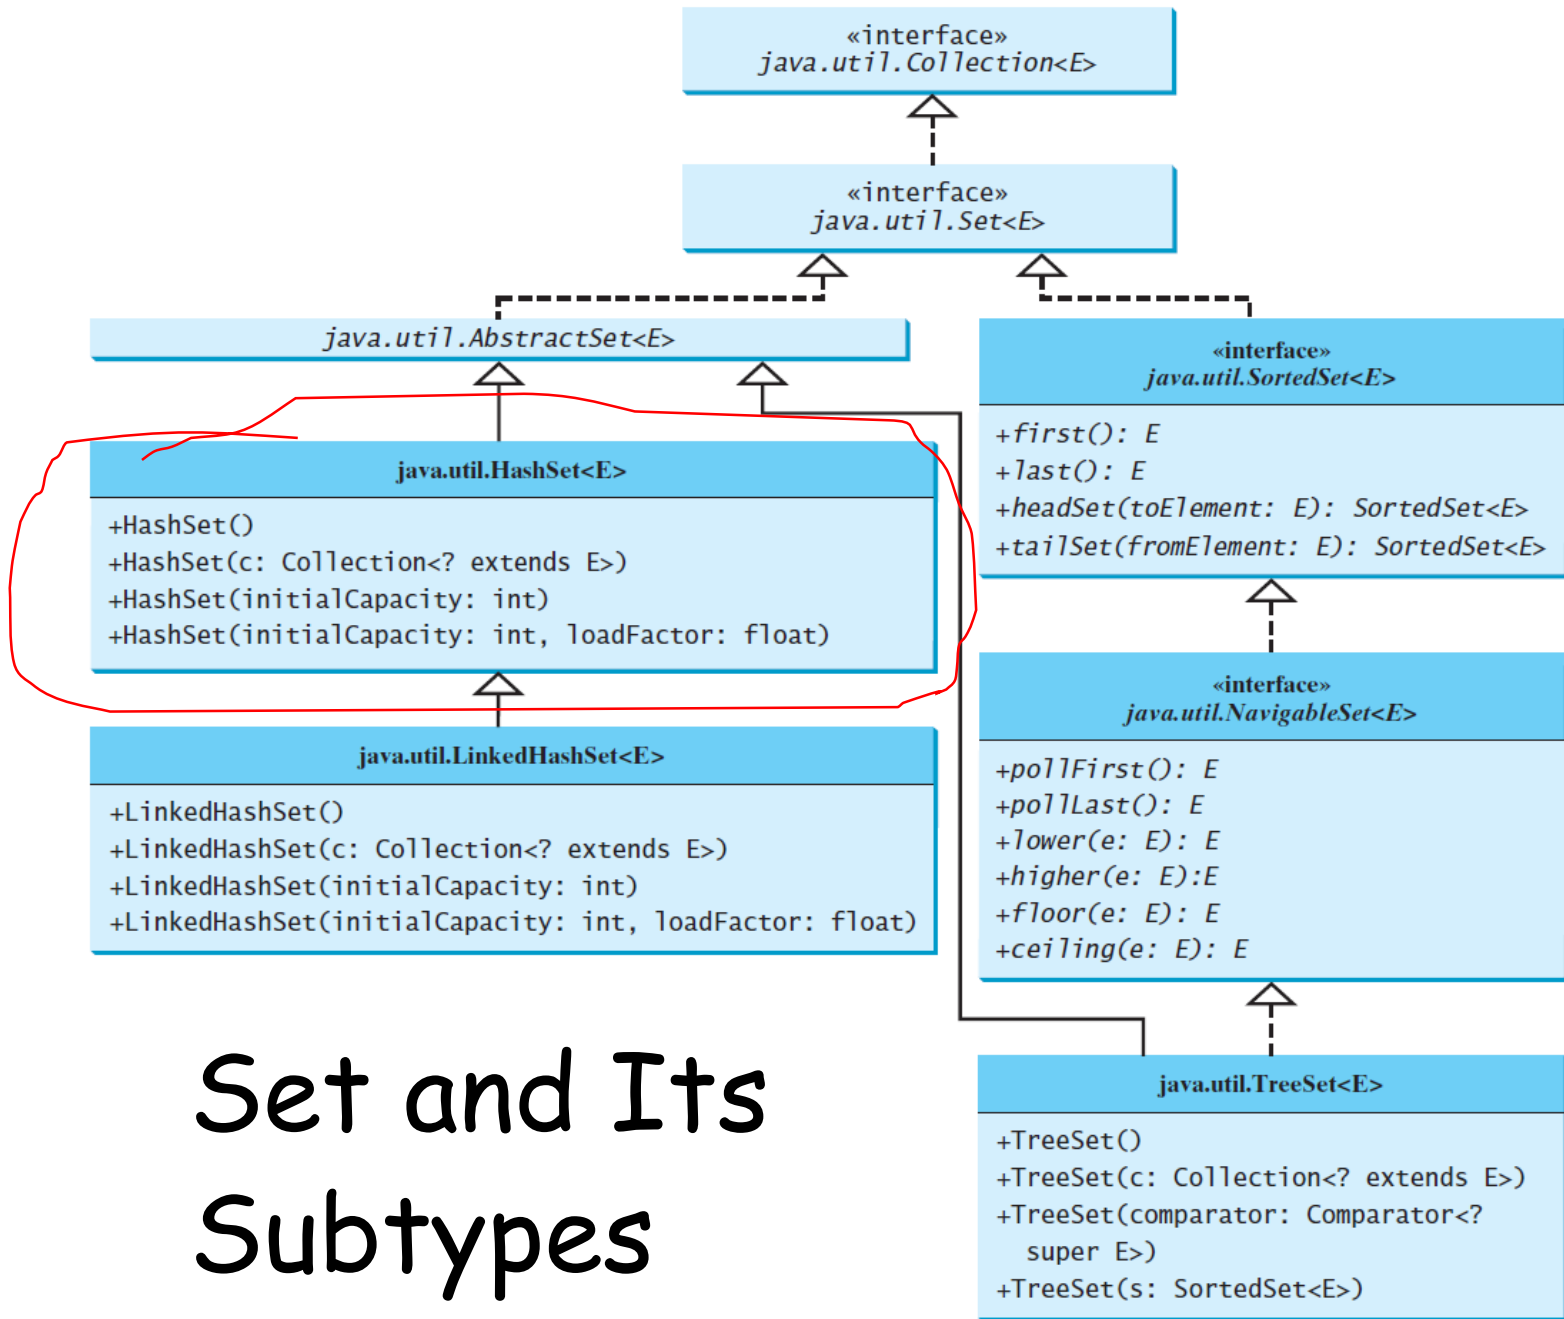 «interface»
java.util.Collection<E>
«interface»
java.util.Set<E>
java.util.AbstractSet<E>
java.util.HashSet<E>
+HashSet()
+HashSet(c: Collection<? extends E>)
+HashSet(initialCapacity: int)
+HashSet(initialCapacity: int, loadFactor: float)
java.util.LinkedHashSet<E>
+LinkedHashSet()
+LinkedHashSet(c: Collection<? extends E>)
+LinkedHashSet(initialCapacity: int)
+LinkedHashSet(initialCapacity: int, loadFactor: float)
«interface»
java.util.SortedSet<E>
+first(): E
+last(): E
+headSet(toElement: E): SortedSet<E>
+tailSet(fromElement: E): SortedSet<E>
«interface»
java.util.NavigableSet<E>
+pollFirst(): E
+pollLast(): E
+lower(e: E): E
+higher(e: E):E
+floor(e: E): E
+ceiling(e: E): E
java.util.TreeSet<E>
+TreeSet()
+TreeSet(c: Collection<? extends E>)
+TreeSet(comparator: Comparator<?
super E>)
+TreeSet(s: SortedSet<E>)
Set and Its
Subtypes